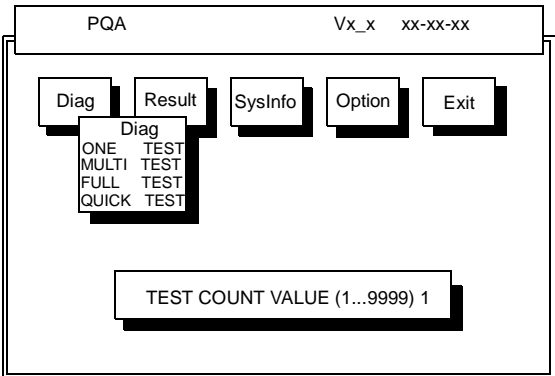 PQA Vx_x xx-xx-xx
Diag Result SysInfo Option Exit
Diag
ONE TEST
MULTI TEST
FULL TEST
QUICK TEST
TEST COUNT VALUE (1...9999) 1